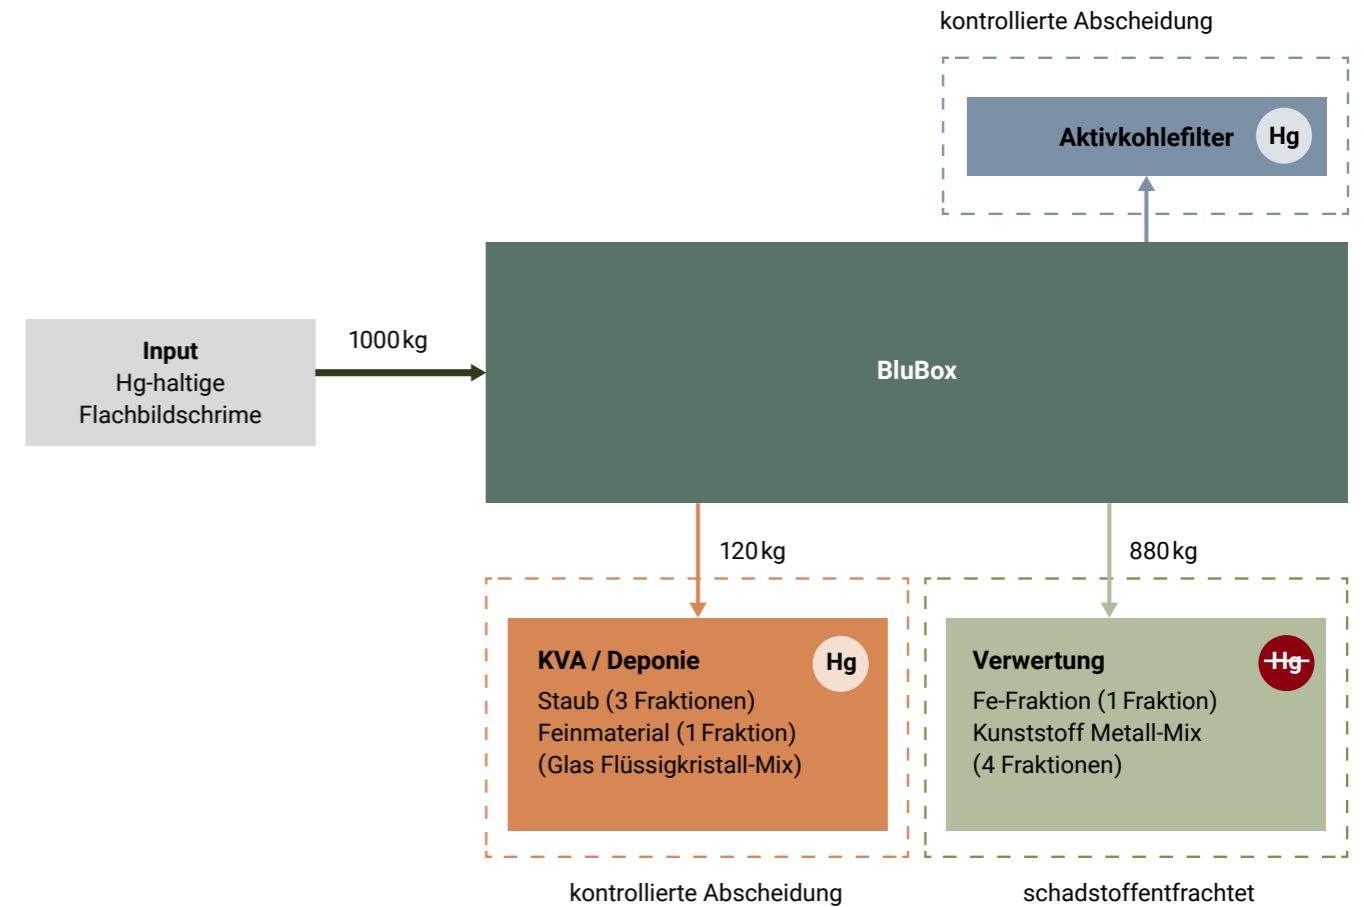 kontrollierte Abscheidung
Aktivkohlefilter
Hg
Input
Hg-haltige
Flachbildschrime
1000 kg
BluBox
120 kg
880 kg
KVA / Deponie
Hg
Staub (3 Fraktionen)
Feinmaterial (1 Fraktion)
(Glas Flüssigkristall-Mix)
Verwertung
Hg
Fe-Fraktion (1 Fraktion)
Kunststoff Metall-Mix
(4 Fraktionen)
kontrollierte Abscheidung
schadstoffentfrachtet